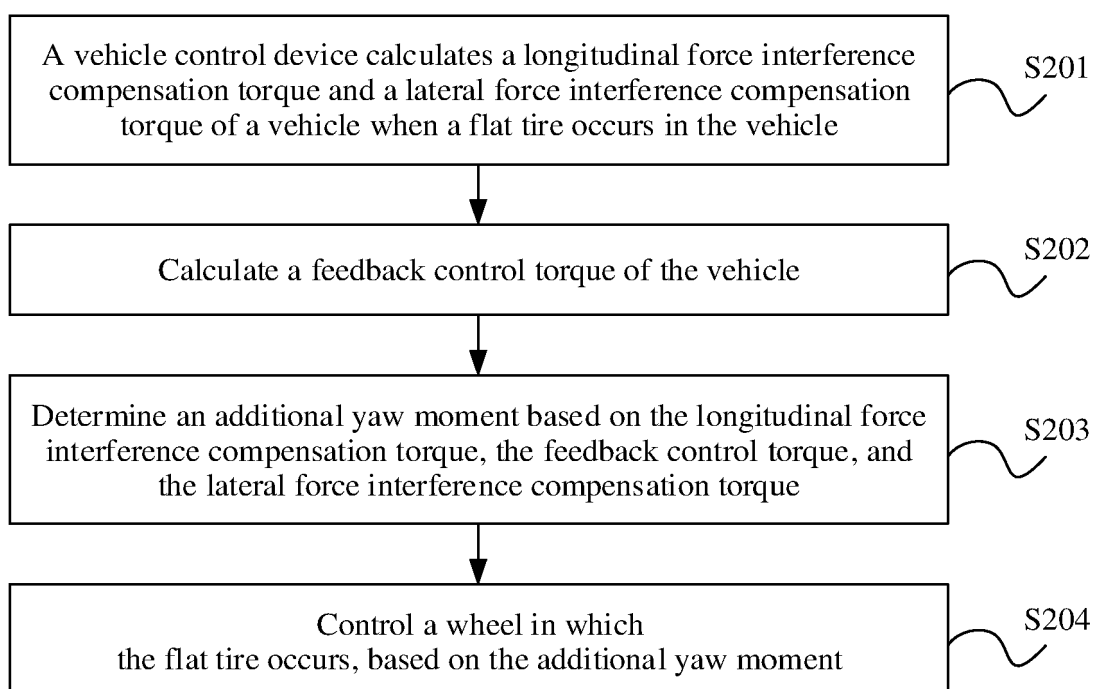 A vehicle control device calculates a longitudinal force interference
compensation torque and a lateral force interference compensation
torque of a vehicle when a flat tire occurs in the vehicle
S201
Calculate a feedback control torque of the vehicle
S202
Determine an additional yaw moment based on the longitudinal force
interference compensation torque, the feedback control torque, and
the lateral force interference compensation torque
S203
Control a wheel in which
the flat tire occurs, based on the additional yaw moment
S204